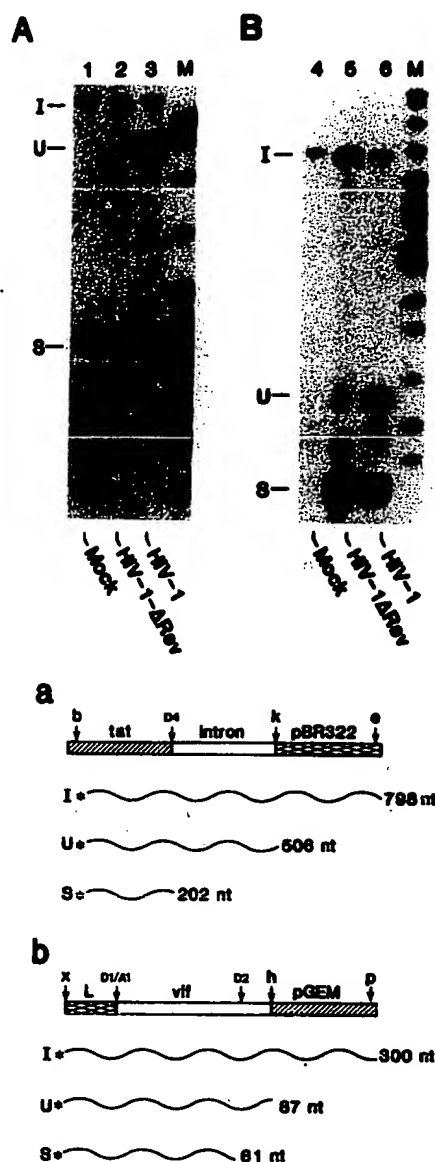 A
B
1 2 3 M
4 5 6 M
I
U
S
I
U
S
Mock
HIV-1-ΔRev
HIV-1
Mock
HIV-1ΔRev
HIV-1
a
b tat D4 intron k pBR322 e
I* 798 nt
U* 506 nt
S* 202 nt
b
x L D1/A1 vif D2 h pGEM p
I* 300 nt
U* 87 nt
S* 61 nt